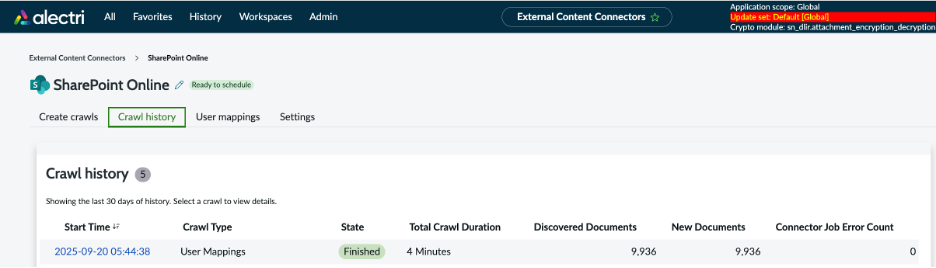 alectri All Favorites History Workspaces Admin External Content Connectors ☆ Application scope: Global
Update set: Default [Global]
Crypto module: sn_dlir.attachment_encryption_decryption
External Content Connectors > SharePoint Online
S SharePoint Online Ready to schedule
Create crawls Crawl history User mappings Settings
Crawl history 5
Showing the last 30 days of history. Select a crawl to view details.
Start Time Crawl Type State Total Crawl Duration Discovered Documents New Documents Connector Job Error Count
2025-09-20 05:44:38 User Mappings Finished 4 Minutes 9,936 9,936 0